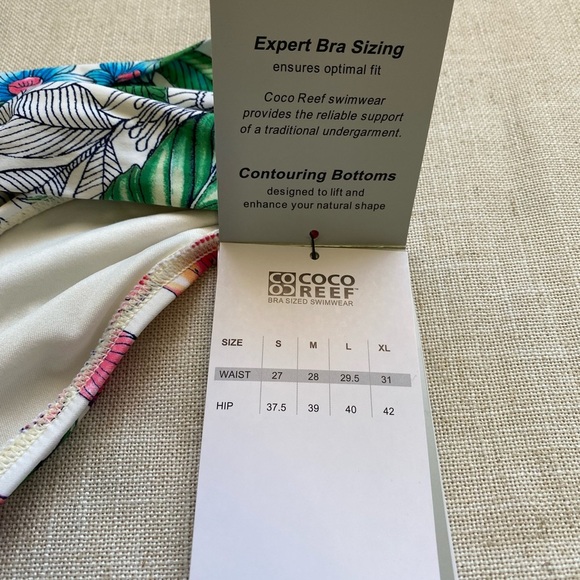 Expert Bra Sizing
ensures optimal fit
Coco Reef swimwear
provides the reliable support
of a traditional undergarment.
Contouring Bottoms
designed to lift and
enhance your natural shape
COCO
REEF™
BRA SIZED SWIMWEAR
SIZE S M L XL
WAIST 27 28 29.5 31
HIP 37.5 39 40 42